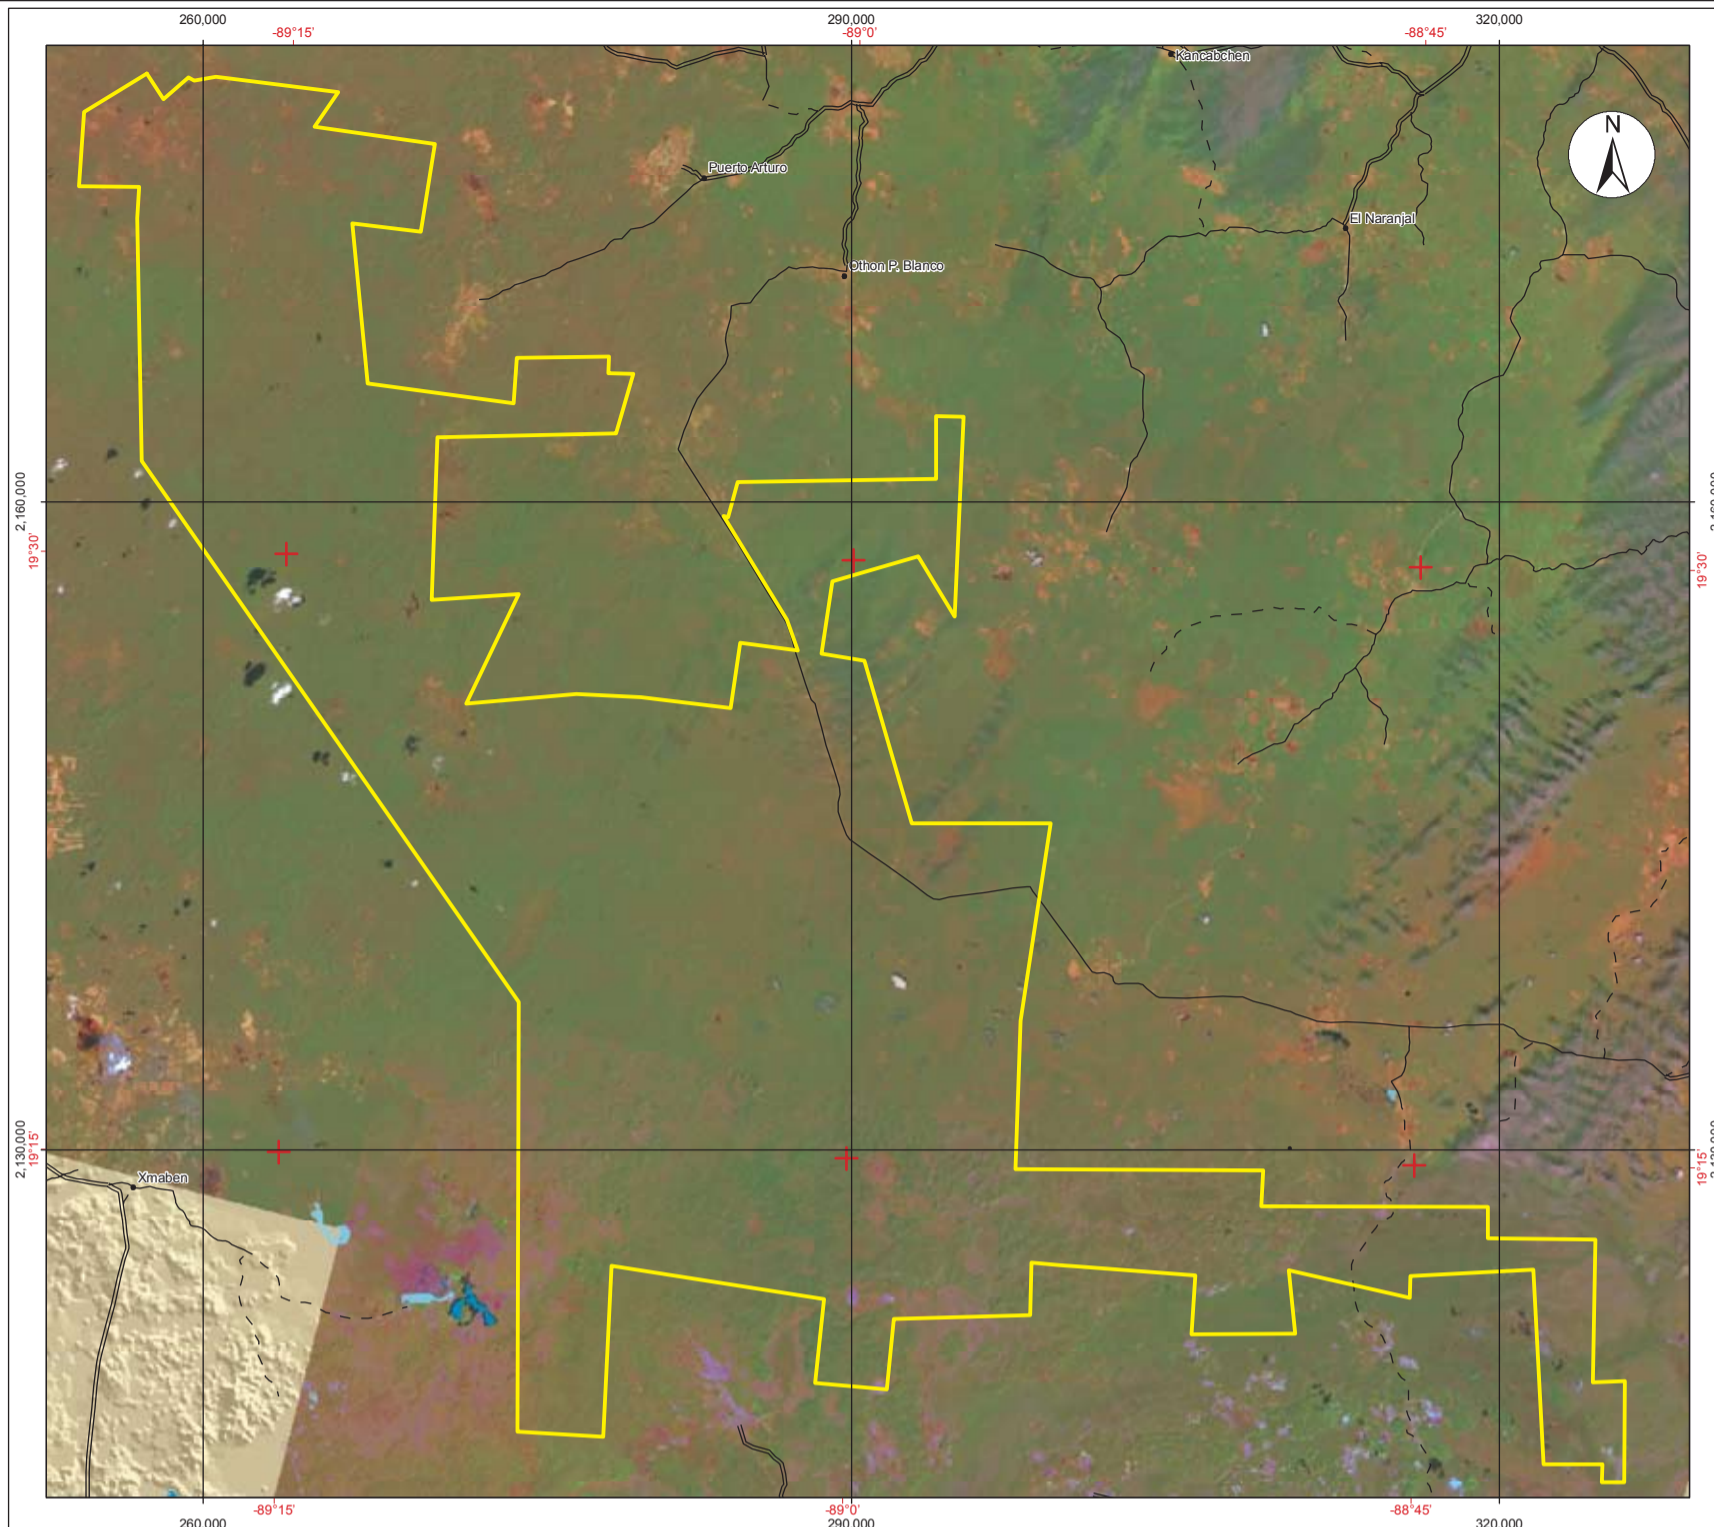 260,000 290,000 320,000
-89°15' -89°0' -88°45'
Kancabchen
N
Puerto Arturo
El Naranjal
Othon P. Blanco
2,160,000
19°30' 19°30'
2,130,000
19°15' 19°15'
Xmaben
-89°15' -89°0' -88°45'
260,000 290,000 320,000